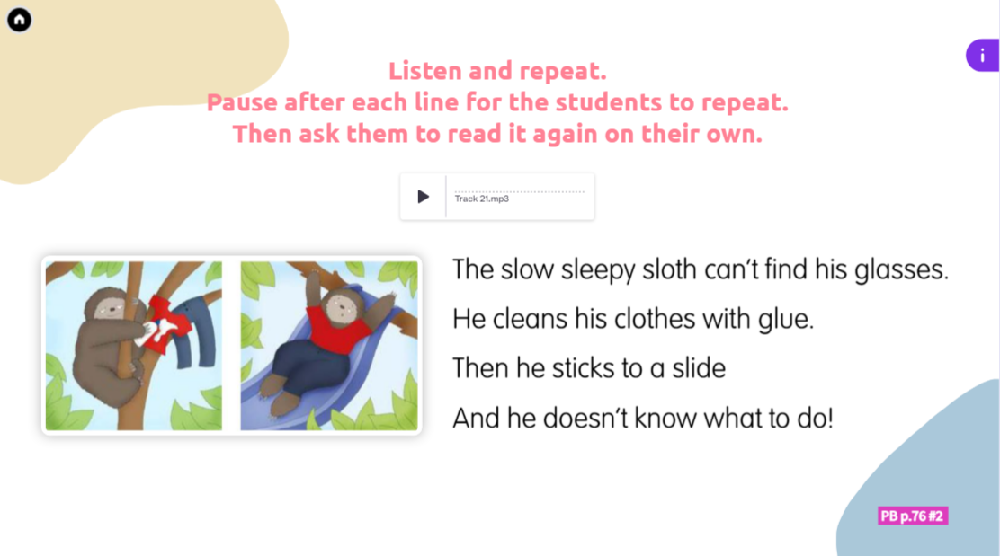 i
Listen and repeat.
Pause after each line for the students to repeat.
Then ask them to read it again on their own.
Track 21.mp3
The slow sleepy sloth can't find his glasses.
He cleans his clothes with glue.
Then he sticks to a slide
And he doesn't know what to do!
PB p.76 #2